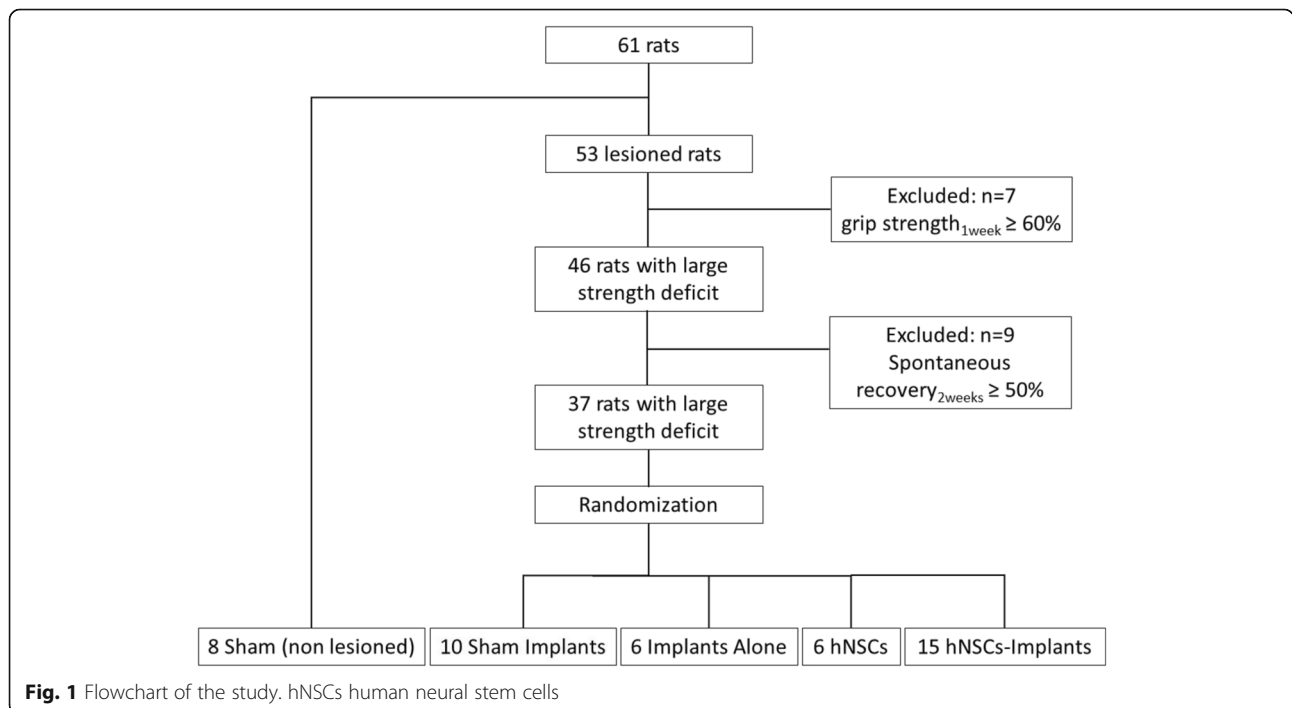 61 rats
53 lesioned rats
Excluded: n=7
grip strength1week ≥ 60%
46 rats with large
strength deficit
Excluded: n=9
Spontaneous
recovery2weeks ≥ 50%
37 rats with large
strength deficit
Randomization
8 Sham (non lesioned)
10 Sham Implants
6 Implants Alone
6 hNSCs
15 hNSCs-Implants
Fig. 1 Flowchart of the study. hNSCs human neural stem cells